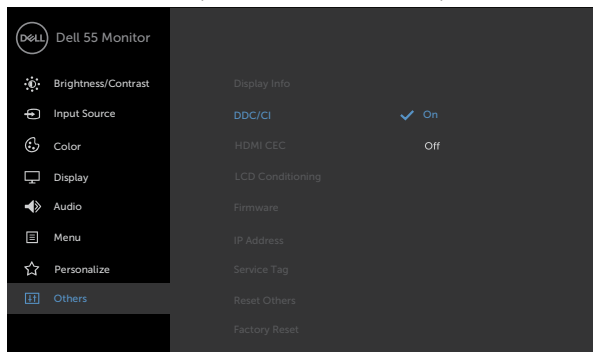 DELL Dell 55 Monitor
Brightness/Contrast Display Info
Input Source DDC/CI On
Color HDMI CEC Off
Display LCD Conditioning
Audio Firmware
Menu IP Address
Personalize Service Tag
Others Reset Others
Factory Reset